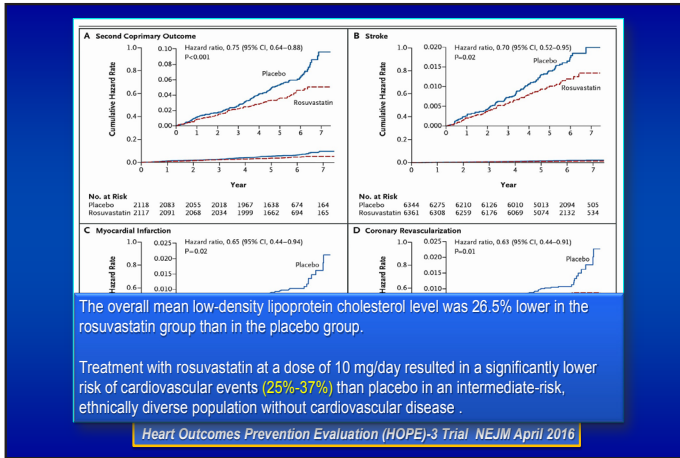 A Second Coprimary Outcome
Hazard ratio, 0.75 (95% CI, 0.64–0.88)
P<0.001
Cumulative Hazard Rate
1.0
0.8
0.6
0.4
0.2
0.0
0.10
0.08
0.06
0.04
0.02
0.00
Placebo
Rosuvastatin
0 1 2 3 4 5 6 7
0 1 2 3 4 5 6 7
Year
No. at Risk
Placebo 2118 2083 2055 2018 1967 1638 674 164
Rosuvastatin 2117 2091 2068 2034 1999 1662 694 165
B Stroke
Hazard ratio, 0.70 (95% CI, 0.52–0.95)
P=0.02
Cumulative Hazard Rate
1.0
0.8
0.6
0.4
0.2
0.0
0.020
0.015
0.010
0.005
0.000
Placebo
Rosuvastatin
0 1 2 3 4 5 6 7
0 1 2 3 4 5 6 7
Year
6344 6275 6210 6126 6010 5013 2094 505
6361 6308 6259 6176 6069 5074 2132 534
C Myocardial Infarction
Hazard ratio, 0.65 (95% CI, 0.44–0.94)
P=0.02
Hazard Rate
1.0
0.8
0.6
0.025
0.020
0.015
0.010
Placebo
D Coronary Revascularization
Hazard ratio, 0.63 (95% CI, 0.44–0.91)
P=0.01
Hazard Rate
1.0
0.8
0.6
0.025
0.020
0.015
0.010
Placebo
The overall mean low-density lipoprotein cholesterol level was 26.5% lower in the
rosuvastatin group than in the placebo group.
Treatment with rosuvastatin at a dose of 10 mg/day resulted in a significantly lower
risk of cardiovascular events (25%-37%) than placebo in an intermediate-risk,
ethnically diverse population without cardiovascular disease .
Heart Outcomes Prevention Evaluation (HOPE)-3 Trial NEJM April 2016